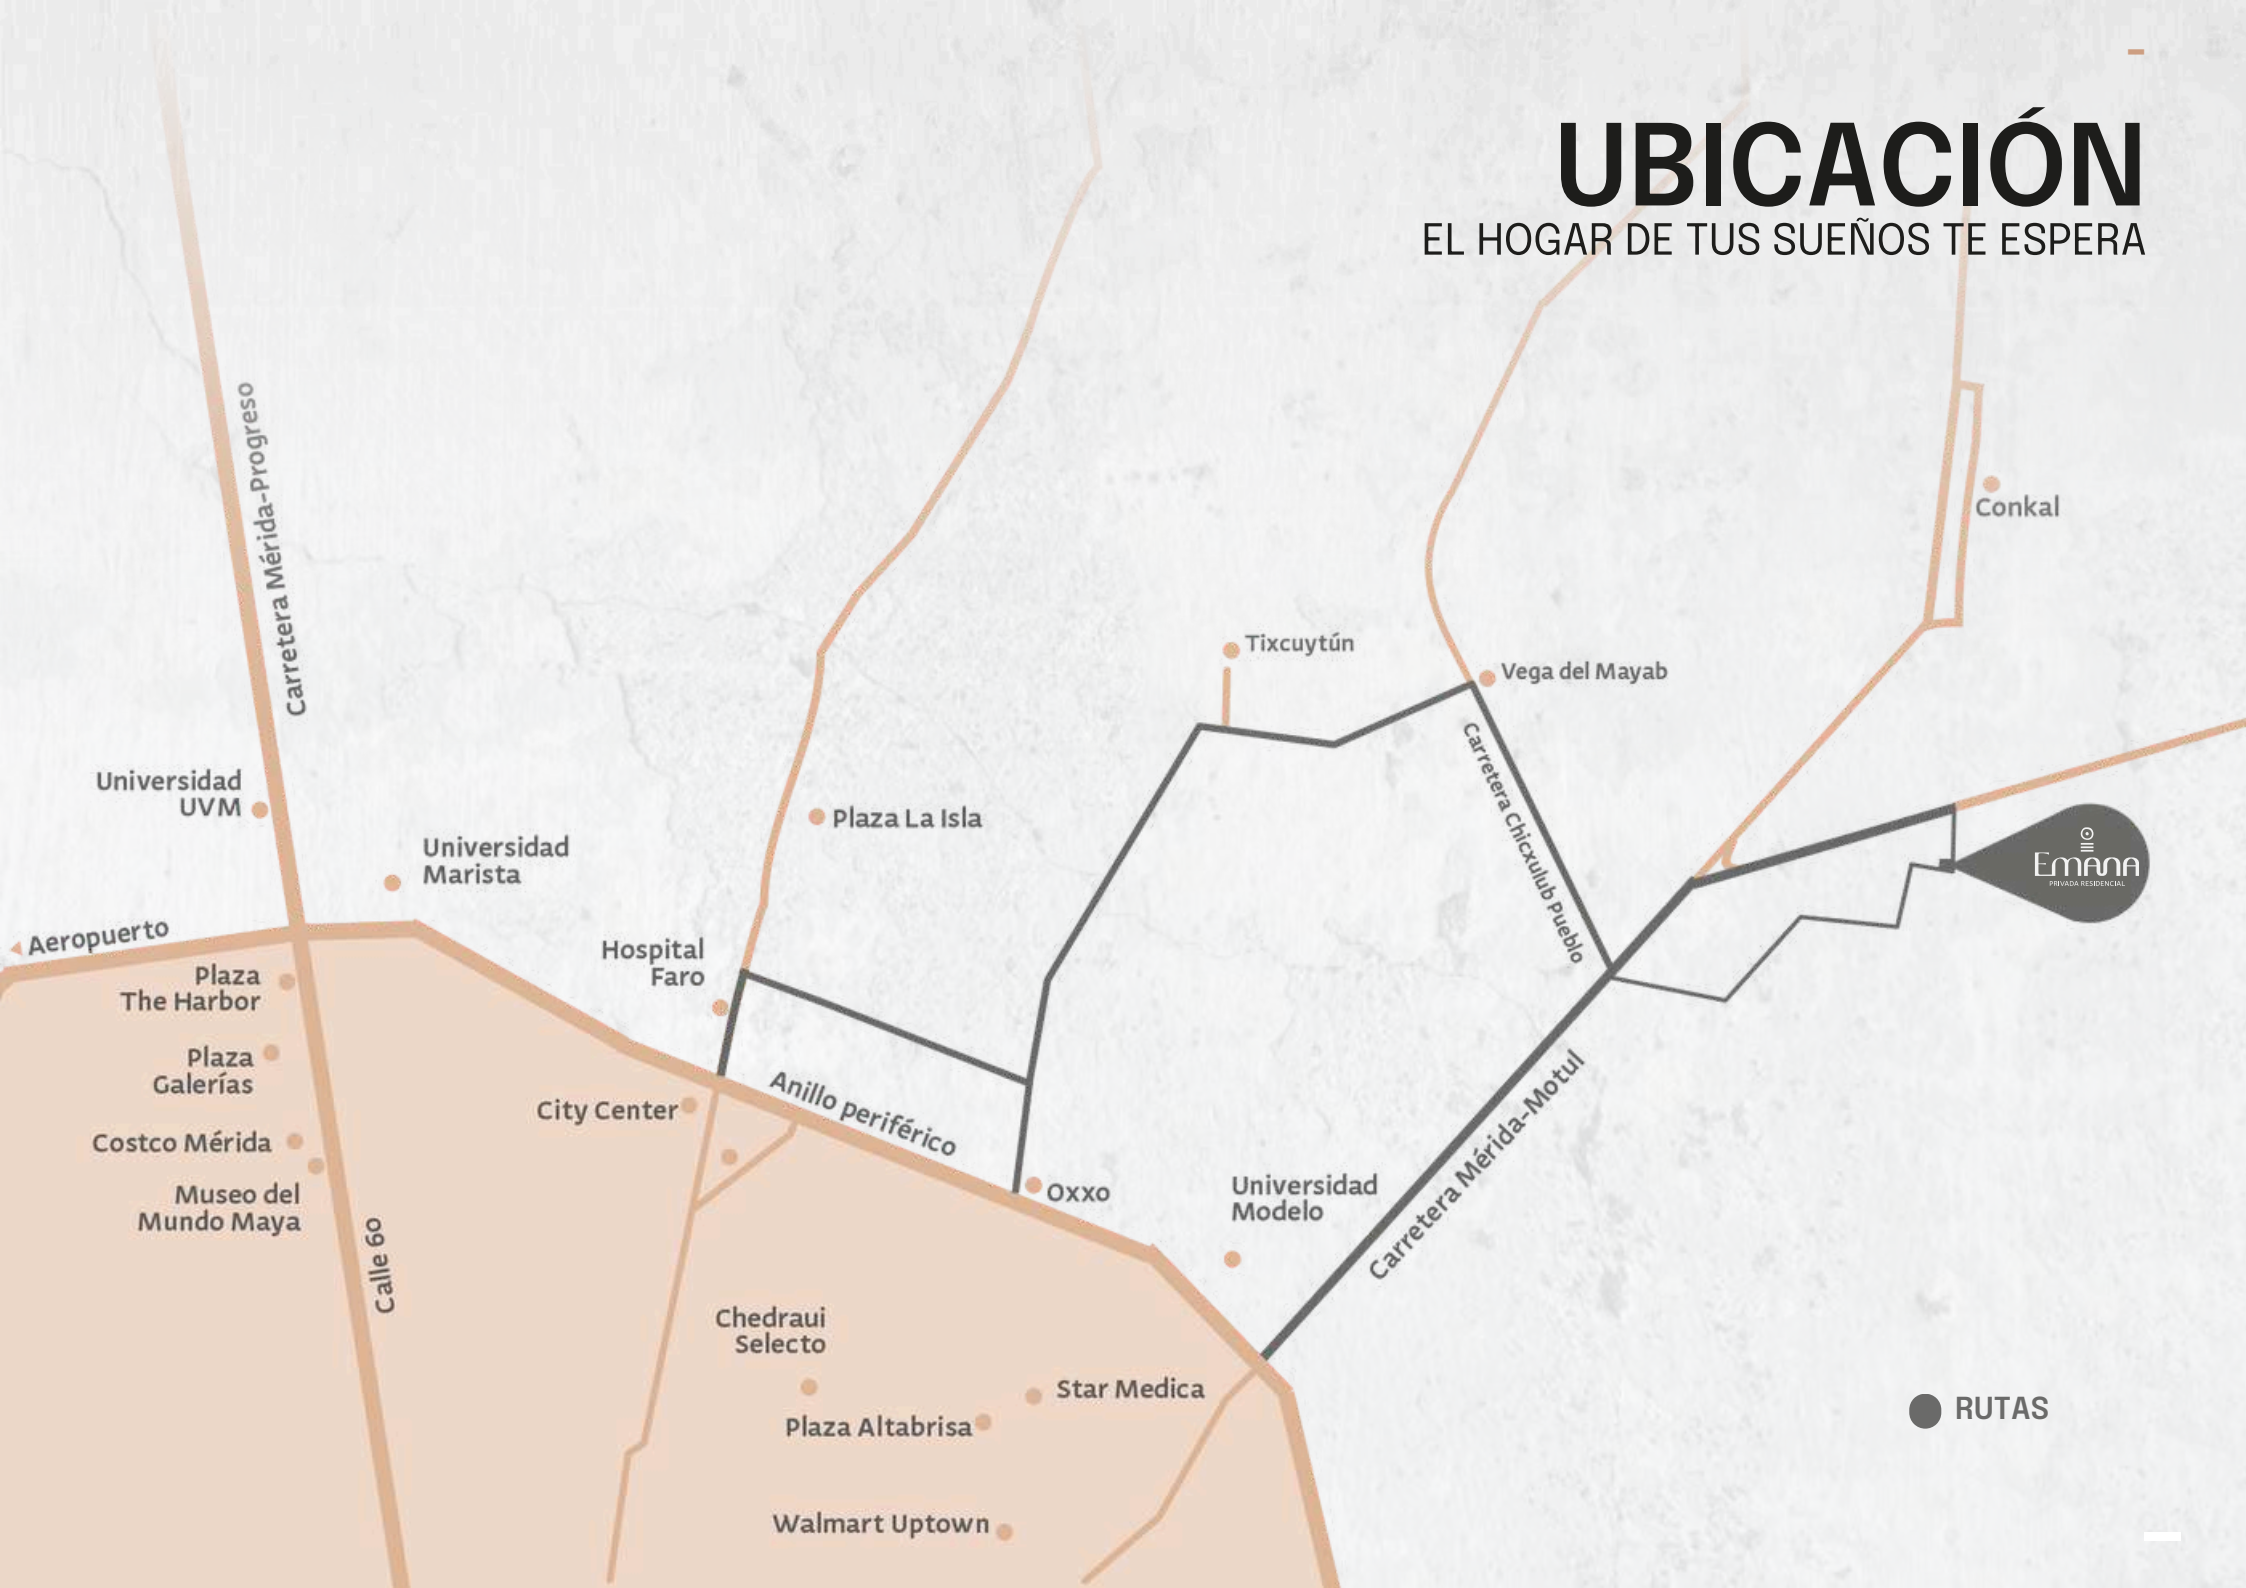 UBICACIÓN
EL HOGAR DE TUS SUEÑOS TE ESPERA
Carretera Mérida-Progreso
Conkal
Tixcuytún
Vega del Mayab
Carretera Chicxulub Pueblo
Universidad
UVM
Plaza La Isla
Universidad
Marista
EMANA
PRIVADA RESIDENCIAL
Aeropuerto
Hospital
Faro
Plaza
The Harbor
Plaza
Galerías
City Center
Anillo periférico
Costco Mérida
Museo del
Mundo Maya
Calle 60
Oxxo
Universidad
Modelo
Carretera Mérida-Motul
Chedraui
Selecto
Star Medica
Plaza Altabrisa
Walmart Uptown
RUTAS